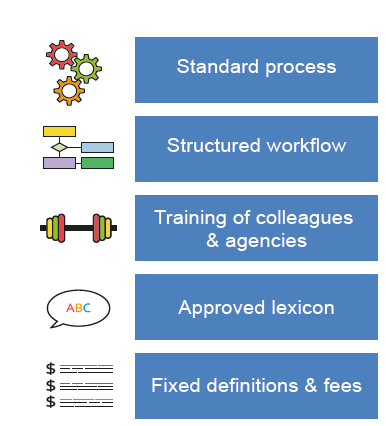 Standard process
Structured workflow
Training of colleagues
& agencies
ABC
Approved lexicon
$
$
$
Fixed definitions & fees